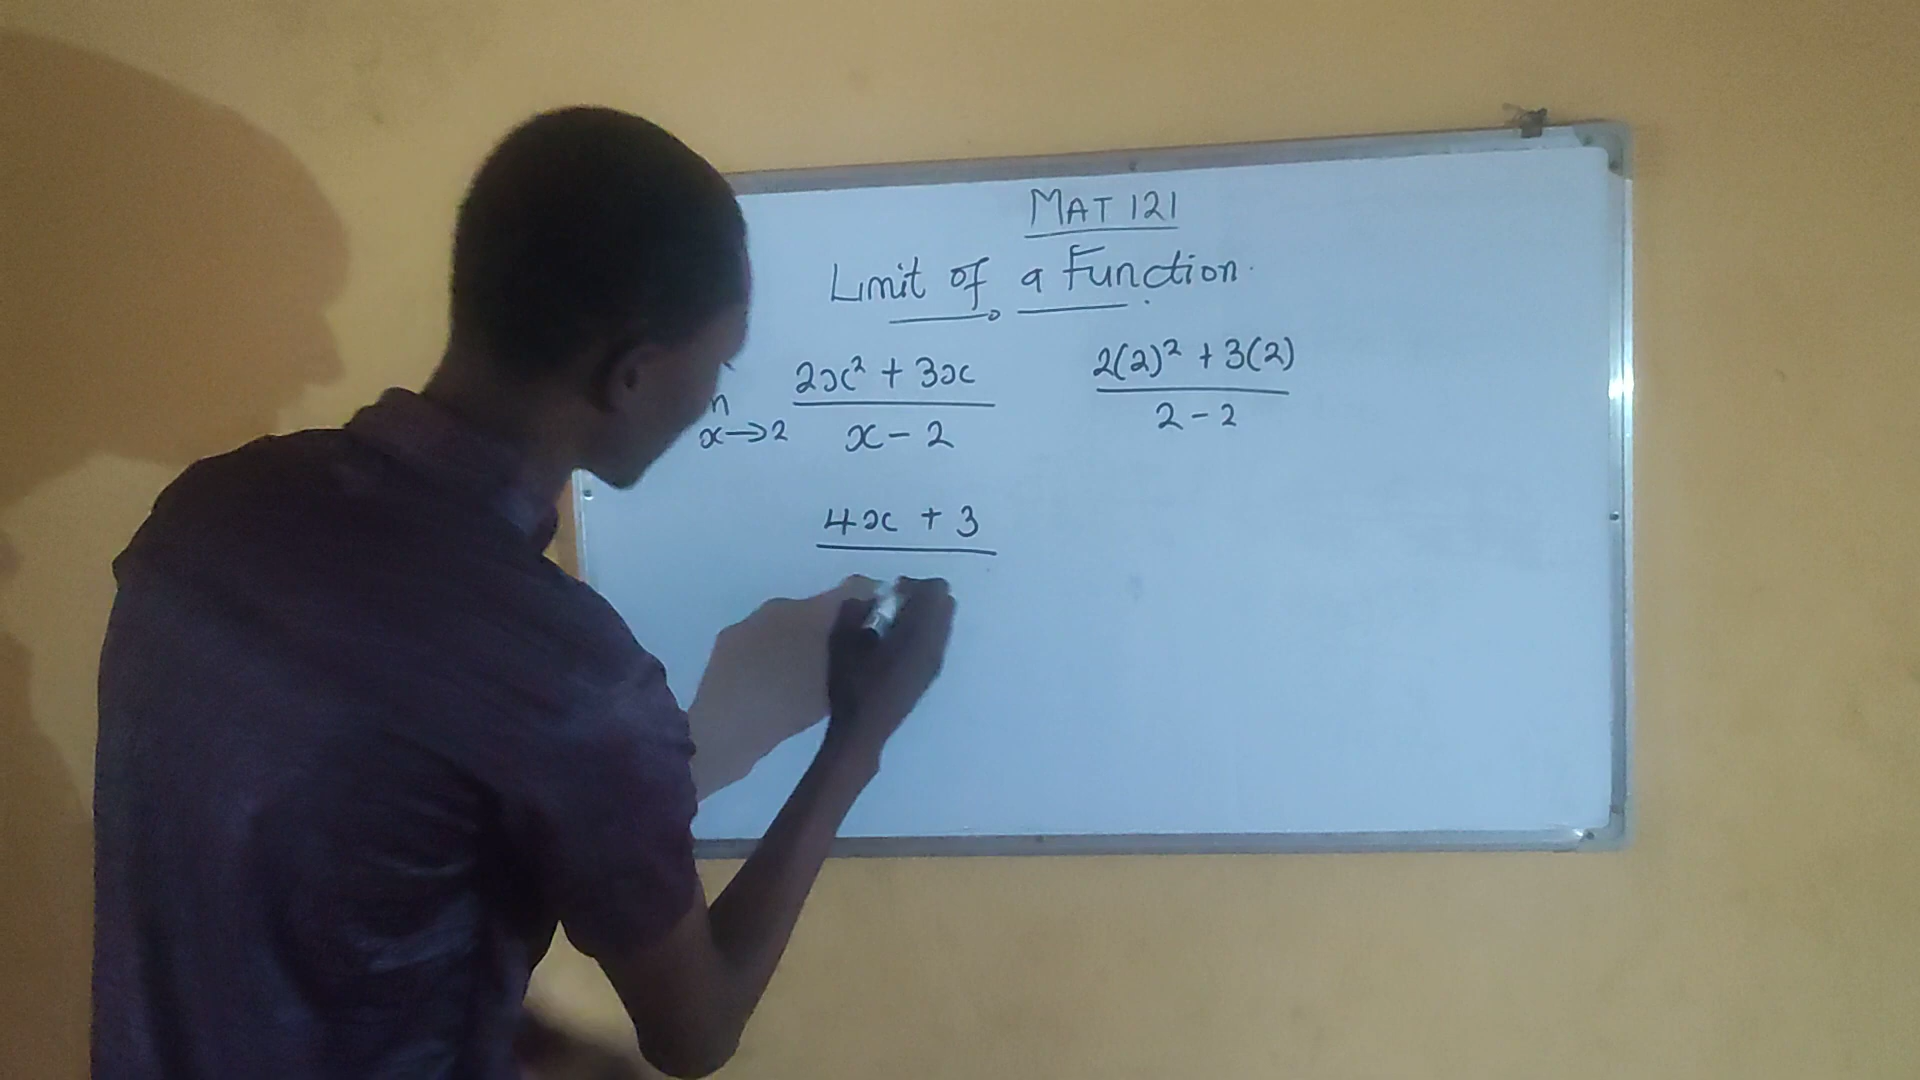 MAT 121
Limit of a Function.
2x² + 3x
x→2
x - 2
2(2)² + 3(2)
2 - 2
4x + 3